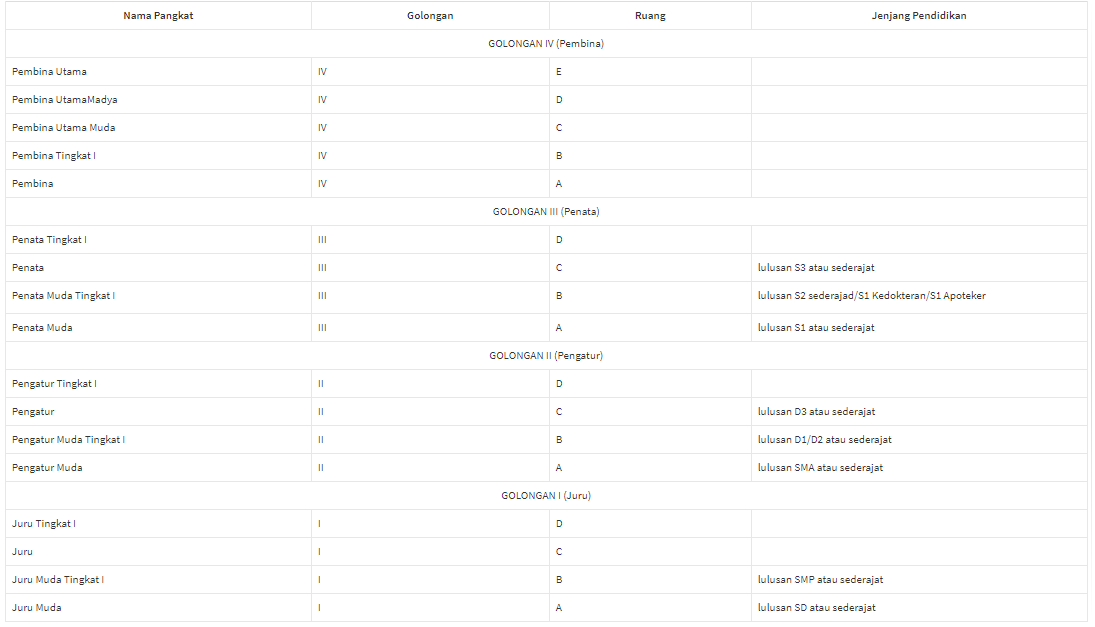 Nama Pangkat Golongan Ruang Jenjang Pendidikan
GOLONGAN IV (Pembina)
Pembina Utama IV E
Pembina UtamaMadya IV D
Pembina Utama Muda IV C
Pembina Tingkat I IV B
Pembina IV A
GOLONGAN III (Penata)
Penata Tingkat I III D
Penata III C lulusan S3 atau sederajat
Penata Muda Tingkat I III B lulusan S2 sederajad/S1 Kedokteran/S1 Apoteker
Penata Muda III A lulusan S1 atau sederajat
GOLONGAN II (Pengatur)
Pengatur Tingkat I II D
Pengatur II C lulusan D3 atau sederajat
Pengatur Muda Tingkat I II B lulusan D1/D2 atau sederajat
Pengatur Muda II A lulusan SMA atau sederajat
GOLONGAN I (Juru)
Juru Tingkat I I D
Juru I C
Juru Muda Tingkat I I B lulusan SMP atau sederajat
Juru Muda I A lulusan SD atau sederajat